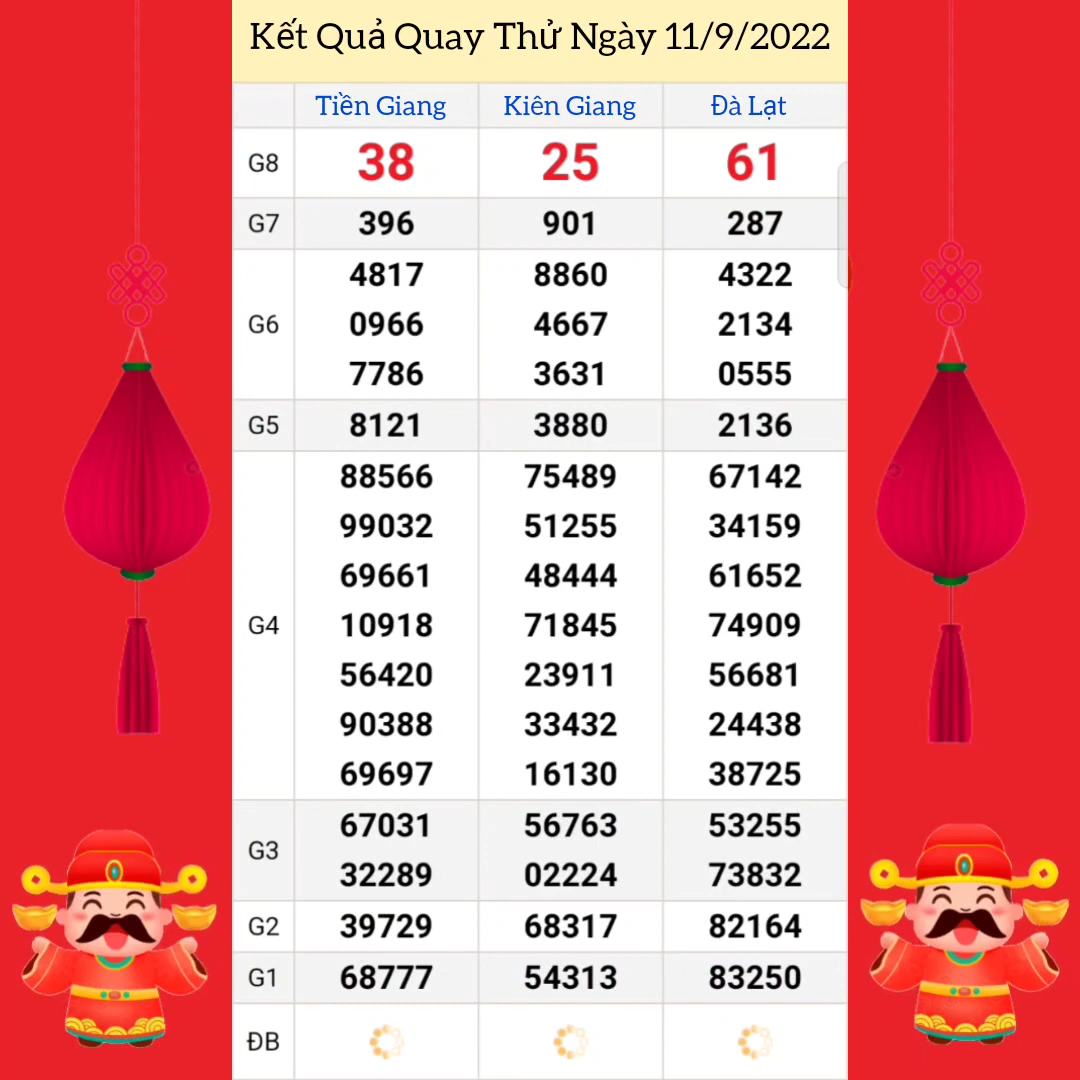 Kết Quả Quay Thử Ngày 11/9/2022
Tiền Giang Kiên Giang Đà Lạt
G8 38 25 61
G7 396 901 287
4817 8860 4322
G6 0966 4667 2134
7786 3631 0555
G5 8121 3880 2136
88566 75489 67142
99032 51255 34159
69661 48444 61652
G4 10918 71845 74909
56420 23911 56681
90388 33432 24438
69697 16130 38725
G3 67031 56763 53255
32289 02224 73832
G2 39729 68317 82164
G1 68777 54313 83250
ĐB